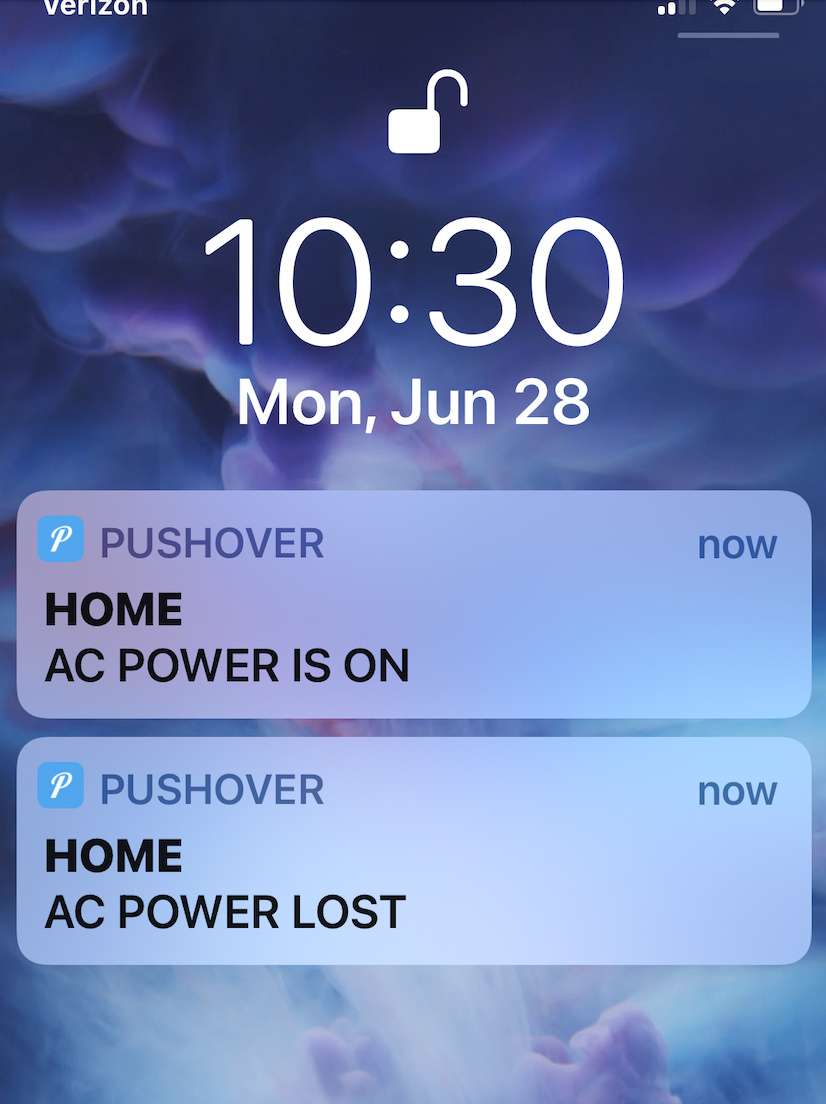 Verizon
10:30
Mon, Jun 28
PUSHOVER now
HOME
AC POWER IS ON
PUSHOVER now
HOME
AC POWER LOST